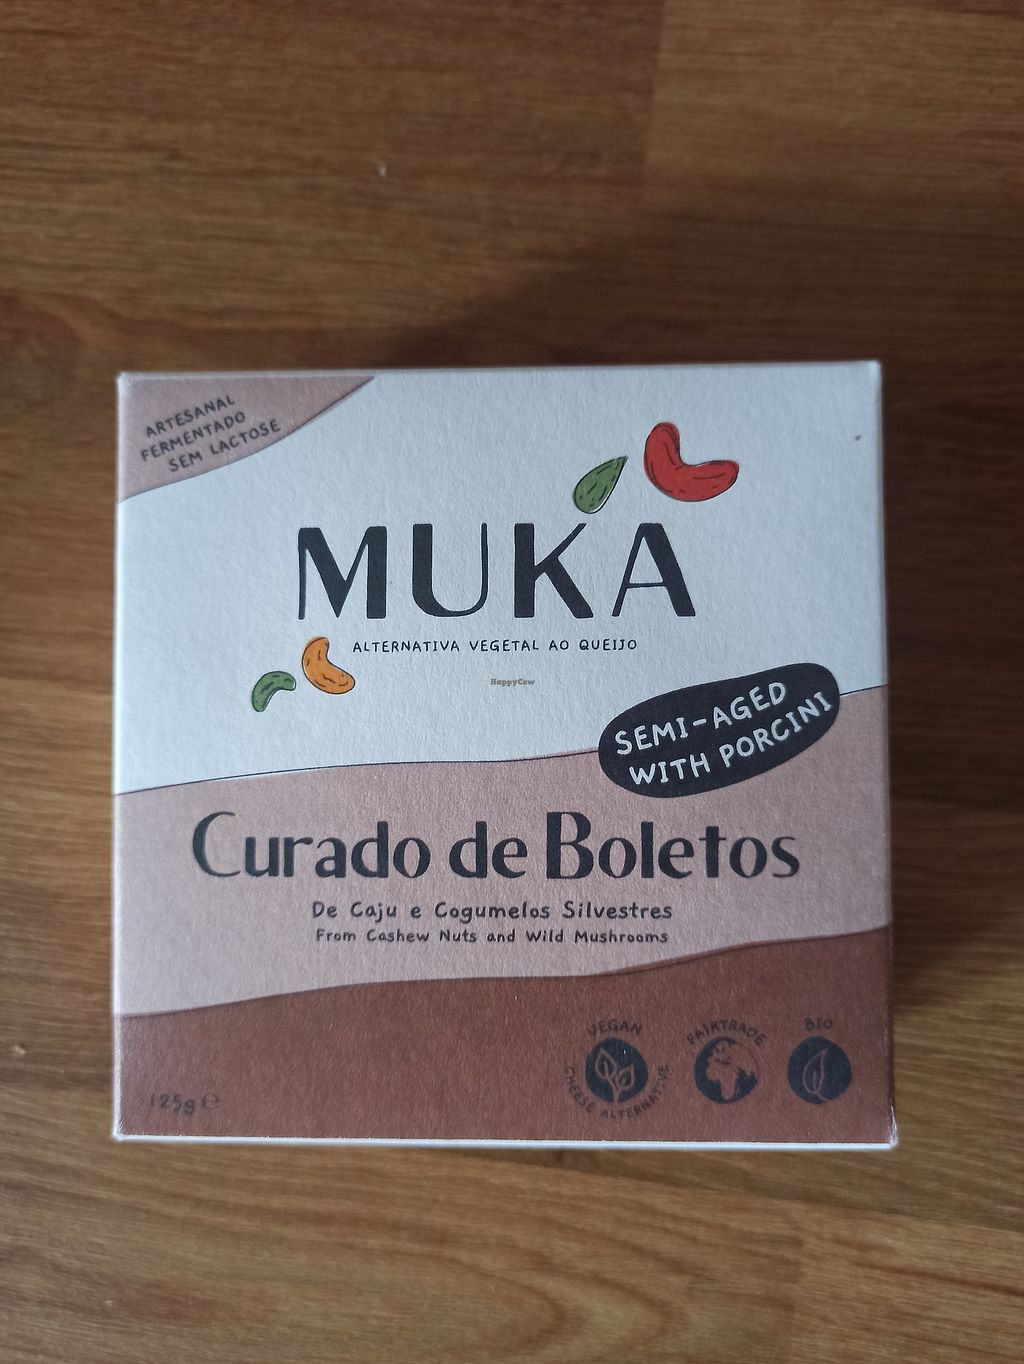 ARTESANAL
FERMENTADO
SEM LACTOSE
MUKA
ALTERNATIVA VEGETAL AO QUEIJO
HappyCow
SEMI-AGED
WITH PORCINI
Curado de Boletos
De Caju e Cogumelos Silvestres
From Cashew Nuts and Wild Mushrooms
VEGAN
CHEESE ALTERNATIVE
FAIRTRADE
BIO
125g ℮